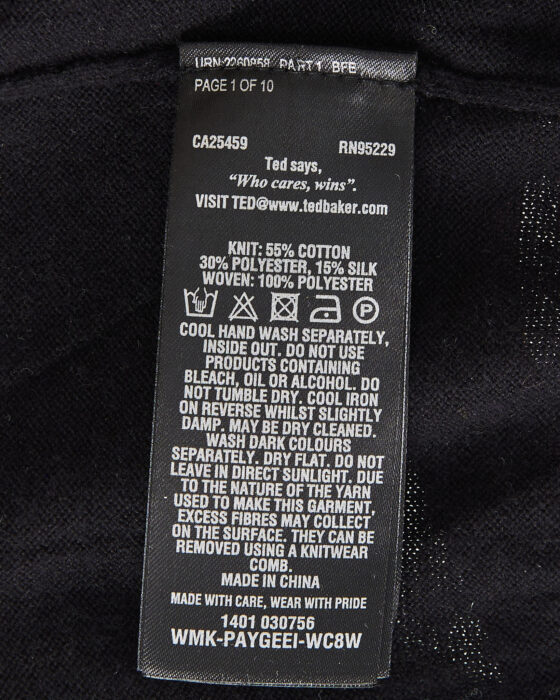 URN 2260858 PART 1 BFE
PAGE 1 OF 10
CA25459 RN95229
Ted says,
"Who cares, wins".
VISIT TED@www.tedbaker.com
KNIT: 55% COTTON
30% POLYESTER, 15% SILK
WOVEN: 100% POLYESTER
P
COOL HAND WASH SEPARATELY,
INSIDE OUT. DO NOT USE
PRODUCTS CONTAINING
BLEACH, OIL OR ALCOHOL. DO
NOT TUMBLE DRY. COOL IRON
ON REVERSE WHILST SLIGHTLY
DAMP. MAY BE DRY CLEANED.
WASH DARK COLOURS
SEPARATELY. DRY FLAT. DO NOT
LEAVE IN DIRECT SUNLIGHT. DUE
TO THE NATURE OF THE YARN
USED TO MAKE THIS GARMENT,
EXCESS FIBRES MAY COLLECT
ON THE SURFACE. THEY CAN BE
REMOVED USING A KNITWEAR
COMB.
MADE IN CHINA
MADE WITH CARE, WEAR WITH PRIDE
1401 030756
WMK-PAYGEEI-WC8W